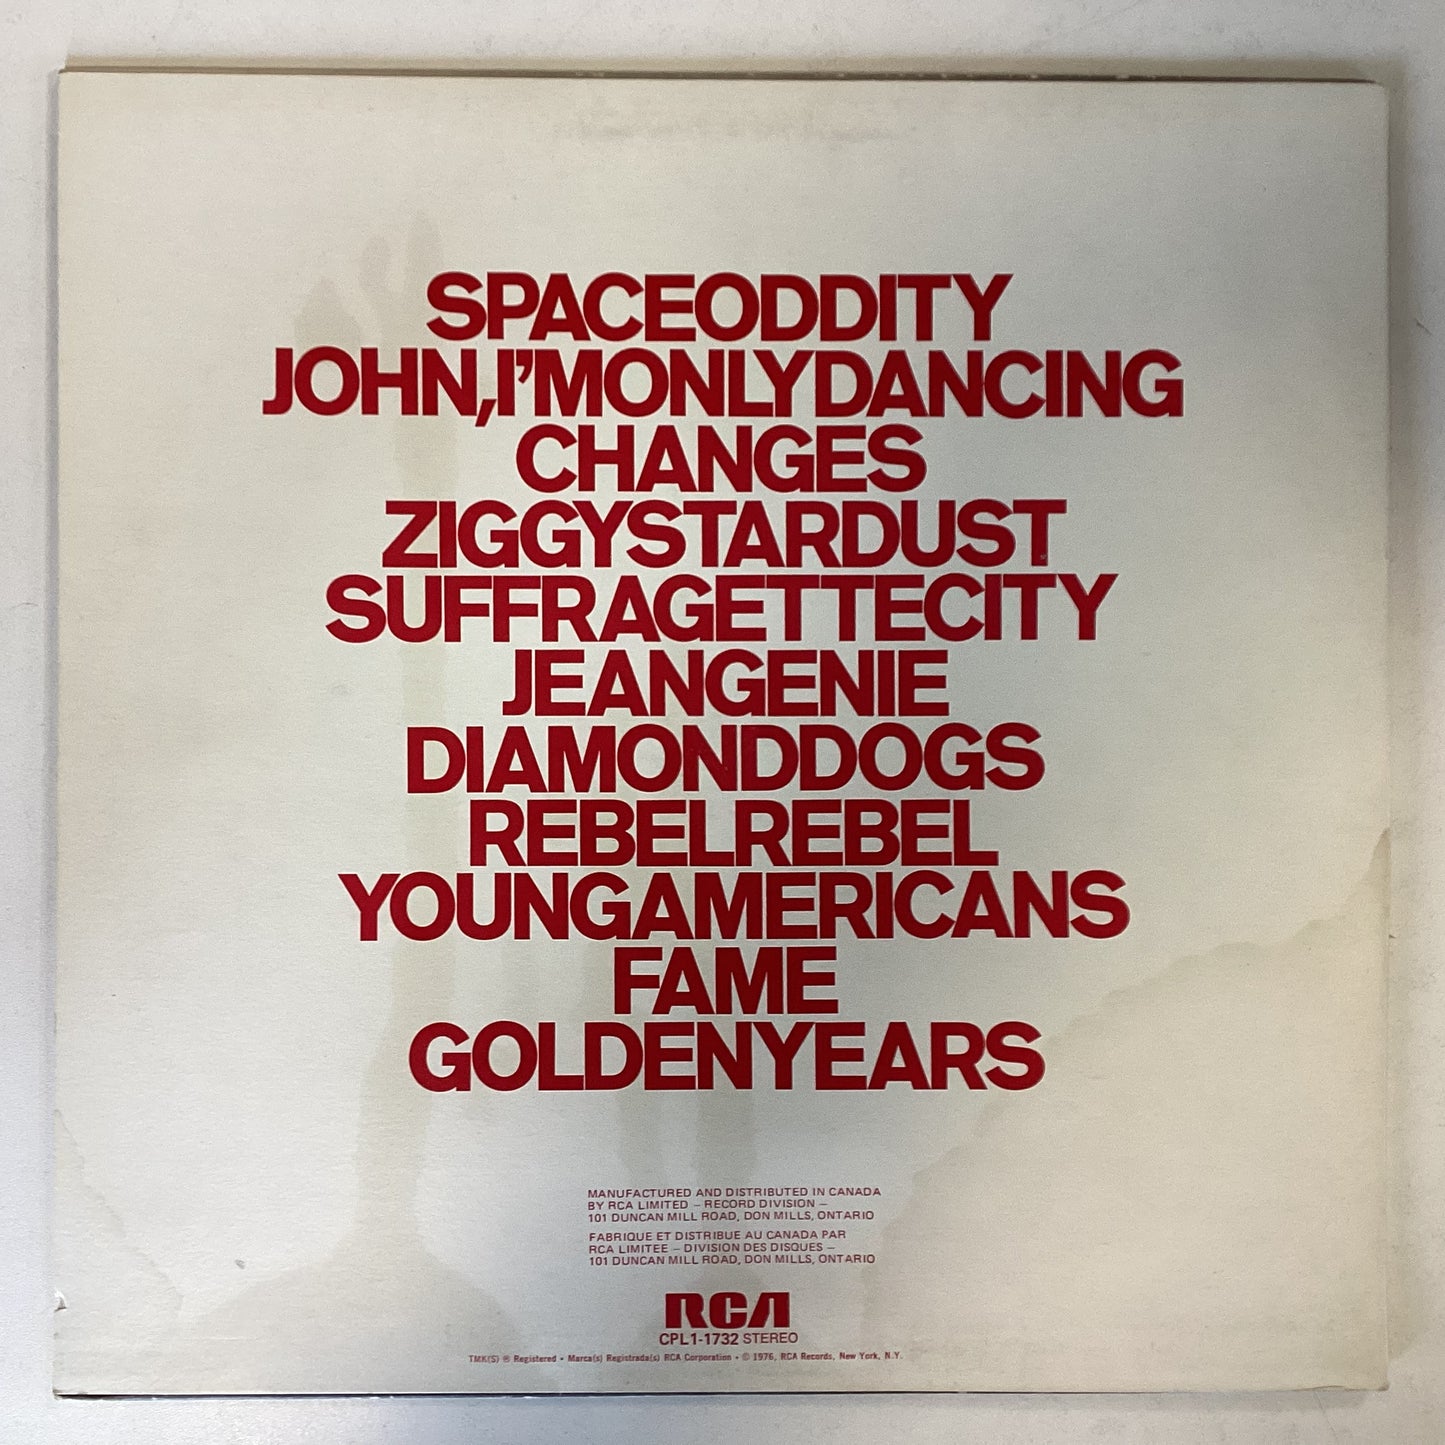 SPACEODDITY
JOHN,I'MONLYDANCING
CHANGES
ZIGGYSTARDUST
SUFFRAGETTECITY
JEANGENIE
DIAMONDDOGS
REBELREBEL
YOUNGAMERICANS
FAME
GOLDENYEARS
MANUFACTURED AND DISTRIBUTED IN CANADA
BY RCA LIMITED – RECORD DIVISION –
101 DUNCAN MILL ROAD, DON MILLS, ONTARIO
FABRIQUE ET DISTRIBUE AU CANADA PAR
RCA LIMITEE – DIVISION DES DISQUES –
101 DUNCAN MILL ROAD, DON MILLS, ONTARIO
RCA
CPL1-1732 STEREO
TMK(S) ® Registered • Marca(s) Registrada(s) RCA Corporation • © 1976, RCA Records, New York, N.Y.